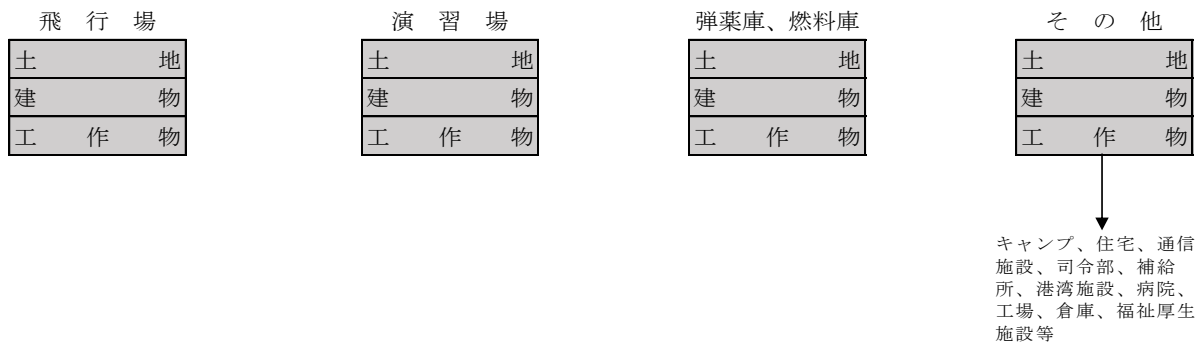 飛行場
土地
建物
工作物
演習場
土地
建物
工作物
弾薬庫、燃料庫
土地
建物
工作物
その他
土地
建物
工作物
キャンプ、住宅、通信
施設、司令部、補給
所、港湾施設、病院、
工場、倉庫、福祉厚生
施設等